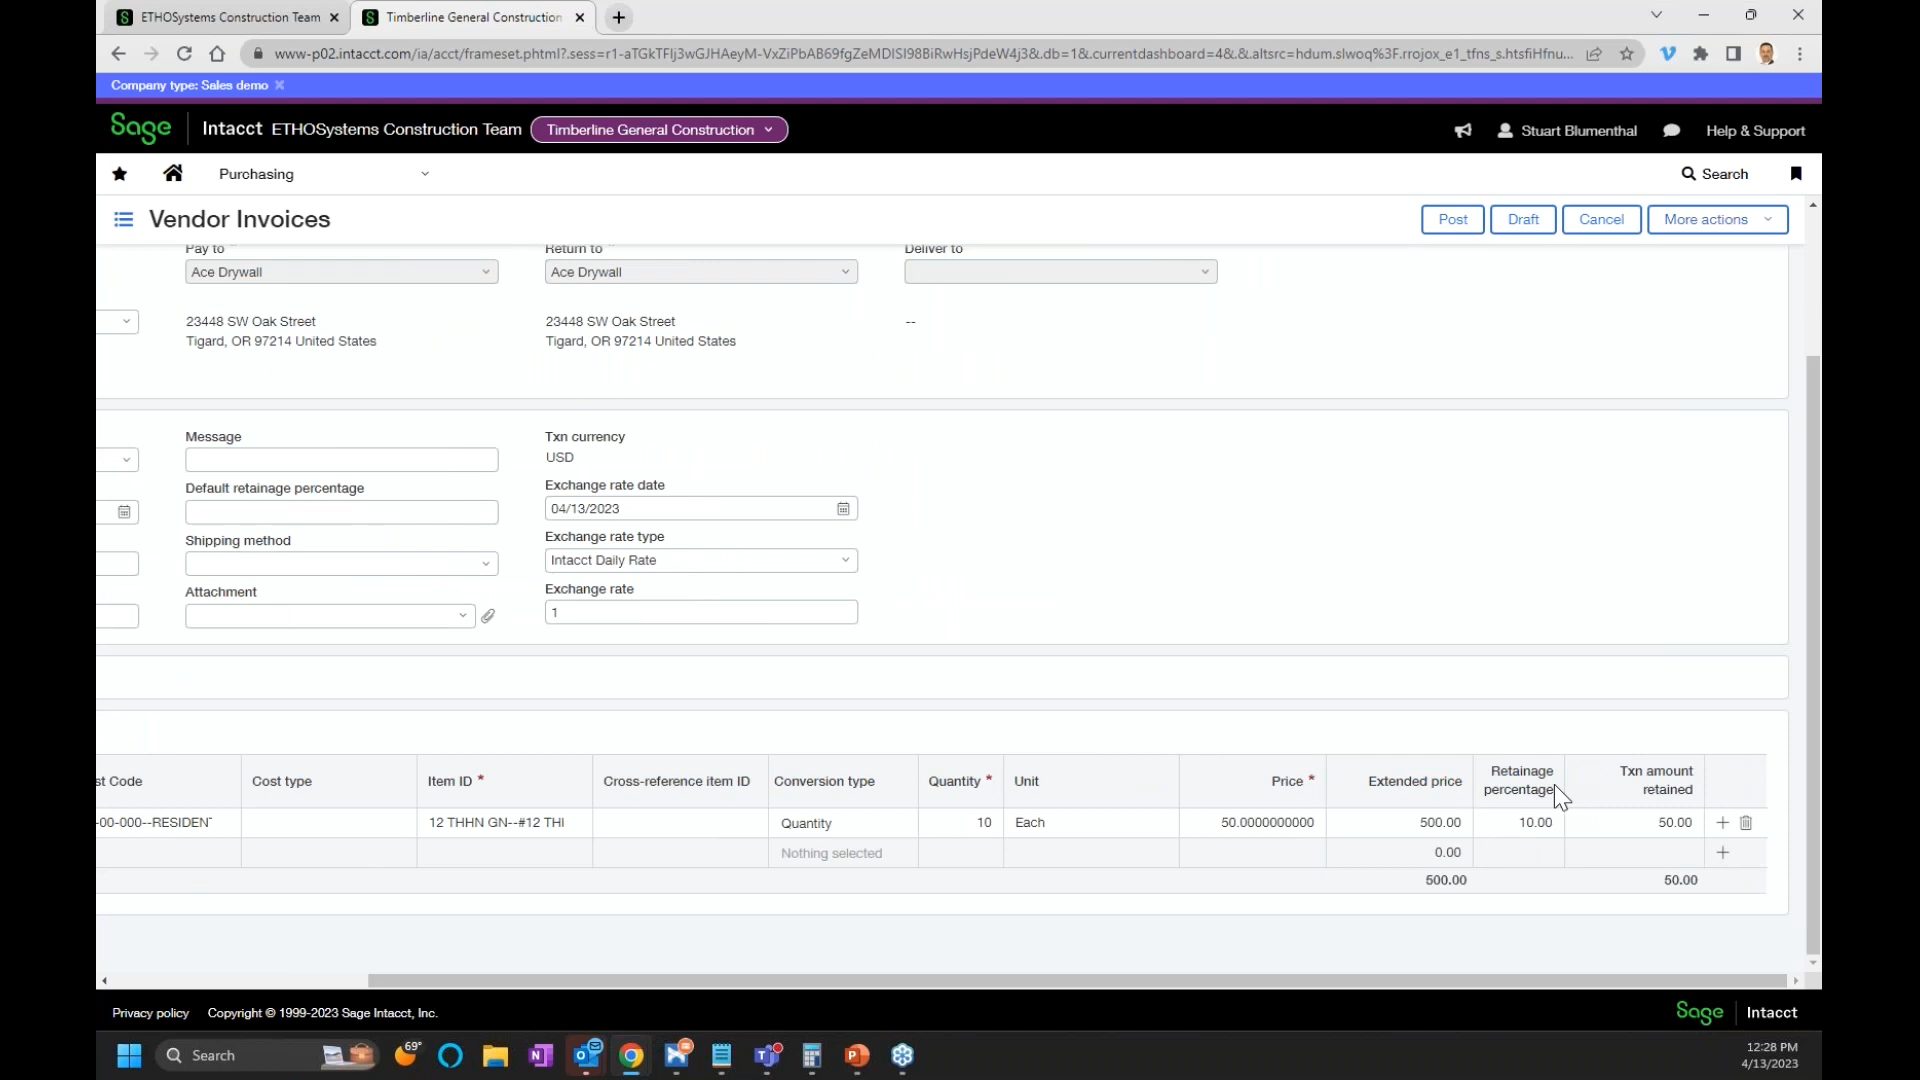 ETHOSystems Construction Team
Timberline General Construction
www-p02.intacct.com/ia/acct/frameset.phtml?.sess=r1-aTGkTFIj3wGJHAeyM-VxZiPbAB69fgZeMDISI98BiRwHsjPdeW4j3&.db=1&.currentdashboard=4&.&.altsrc=hdum.slwoq%3F.rrojox_e1_tfns_s.htsfiHfnu...
Company type: Sales demo
Sage Intacct ETHOSystems Construction Team Timberline General Construction Stuart Blumenthal Help & Support
Purchasing Search
Vendor Invoices Post Draft Cancel More actions
Pay to Return to Deliver to
Ace Drywall Ace Drywall
23448 SW Oak Street 23448 SW Oak Street --
Tigard, OR 97214 United States Tigard, OR 97214 United States
Message Txn currency
USD
Default retainage percentage Exchange rate date
04/13/2023
Shipping method Exchange rate type
Intacct Daily Rate
Attachment Exchange rate
1
st Code Cost type Item ID * Cross-reference item ID Conversion type Quantity * Unit Price * Extended price Retainage percentage Txn amount retained
-00-000--RESIDEN 12 THHN GN--#12 THI Quantity 10 Each 50.0000000000 500.00 10.00 50.00
Nothing selected 0.00
500.00 50.00
Privacy policy Copyright © 1999-2023 Sage Intacct, Inc. Sage Intacct
Search 69° 12:28 PM
4/13/2023